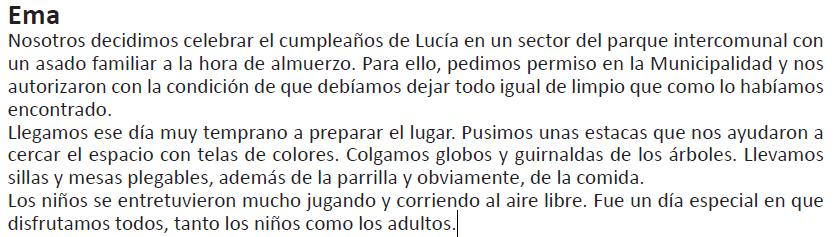 Ema
Nosotros decidimos celebrar el cumpleaños de Lucía en un sector del parque intercomunal con
un asado familiar a la hora de almuerzo. Para ello, pedimos permiso en la Municipalidad y nos
autorizaron con la condición de que debíamos dejar todo igual de limpio que como lo habíamos
encontrado.
Llegamos ese día muy temprano a preparar el lugar. Pusimos unas estacas que nos ayudaron a
cercar el espacio con telas de colores. Colgamos globos y guirnaldas de los árboles. Llevamos
sillas y mesas plegables, además de la parrilla y obviamente, de la comida.
Los niños se entretuvieron mucho jugando y corriendo al aire libre. Fue un día especial en que
disfrutamos todos, tanto los niños como los adultos.